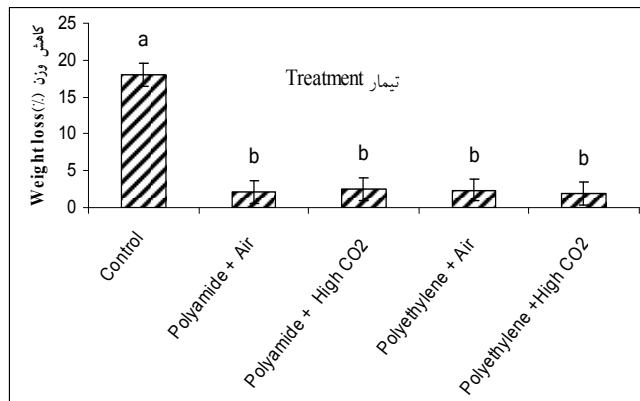 کاهش وزن Weight loss(%)
25
20
15
10
5
0
a
b
b
b
b
تیمار Treatment
Control
Polyamide + Air
Polyamide + High CO2
Polyethylene + Air
Polyethylene +High CO2